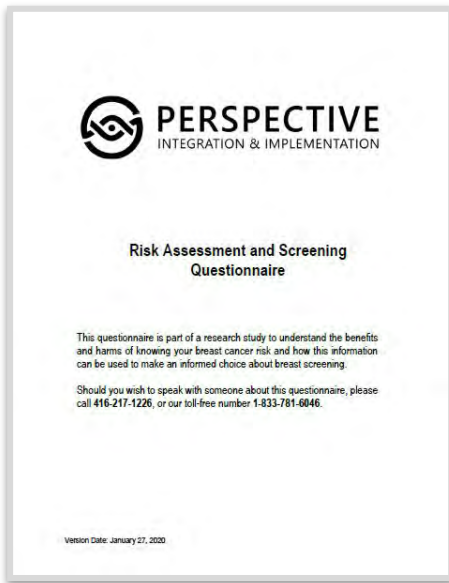 PERSPECTIVE
INTEGRATION & IMPLEMENTATION
Risk Assessment and Screening
Questionnaire
This questionnaire is part of a research study to understand the benefits
and harms of knowing your breast cancer risk and how this information
can be used to make an informed choice about breast screening.
Should you wish to speak with someone about this questionnaire, please
call 416-217-1226, or our toll-free number 1-833-781-6046.
Version Date: January 27, 2020